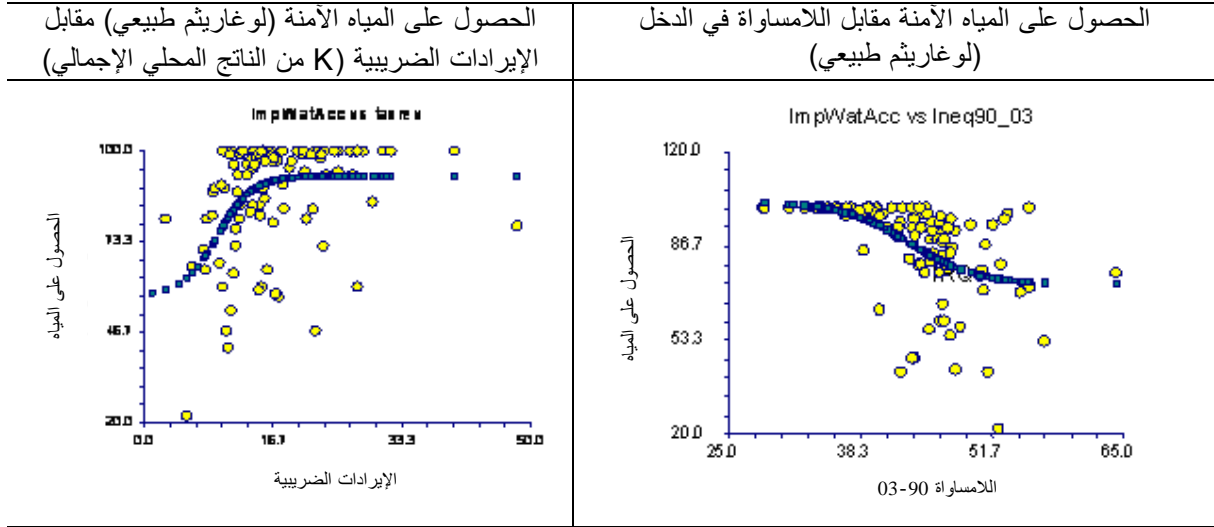 الحصول على المياه الآمنة مقابل اللامساواة في الدخل
(لوغاريثم طبيعي)
الحصول على المياه الآمنة (لوغاريثم طبيعي) مقابل
الإيرادات الضريبية (K من الناتج المحلي الإجمالي)
ImpWatAcc vs Ineq90_03
120.0
86.7
53.3
20.0
25.0
38.3
51.7
65.0
الحصول على المياه
اللامساواة 90-03
ImpWatAcc vs taxrev
100.0
73.3
46.7
20.0
0.0
16.7
33.3
50.0
الحصول على المياه
الإيرادات الضريبية